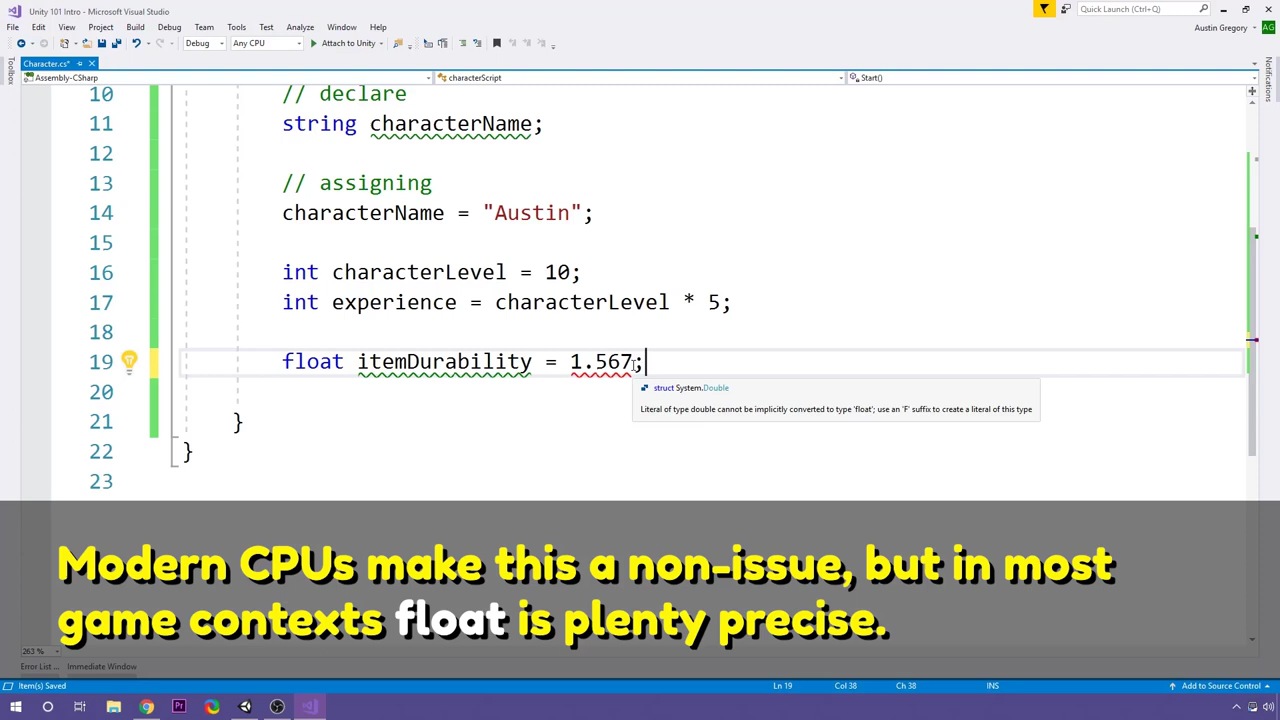 Unity 101 Intro - Microsoft Visual Studio
Quick Launch (Ctrl+Q)
File Edit View Project Build Debug Team Tools Test Analyze Window Help
Austin Gregory AG
Debug Any CPU Attach to Unity
Character.cs*
Toolbox
Notifications
Assembly-CSharp characterScript Start()
10 // declare
11 string characterName;
12
13 // assigning
14 characterName = "Austin";
15
16 int characterLevel = 10;
17 int experience = characterLevel * 5;
18
19 float itemDurability = 1.567;
struct System.Double
20
Literal of type double cannot be implicitly converted to type 'float'; use an 'F' suffix to create a literal of this type
21 }
22 }
23
Modern CPUs make this a non-issue, but in most
game contexts float is plenty precise.
263 %
Error List ... Immediate Window
Item(s) Saved Ln 19 Col 38 Ch 38 INS Add to Source Control
Pr